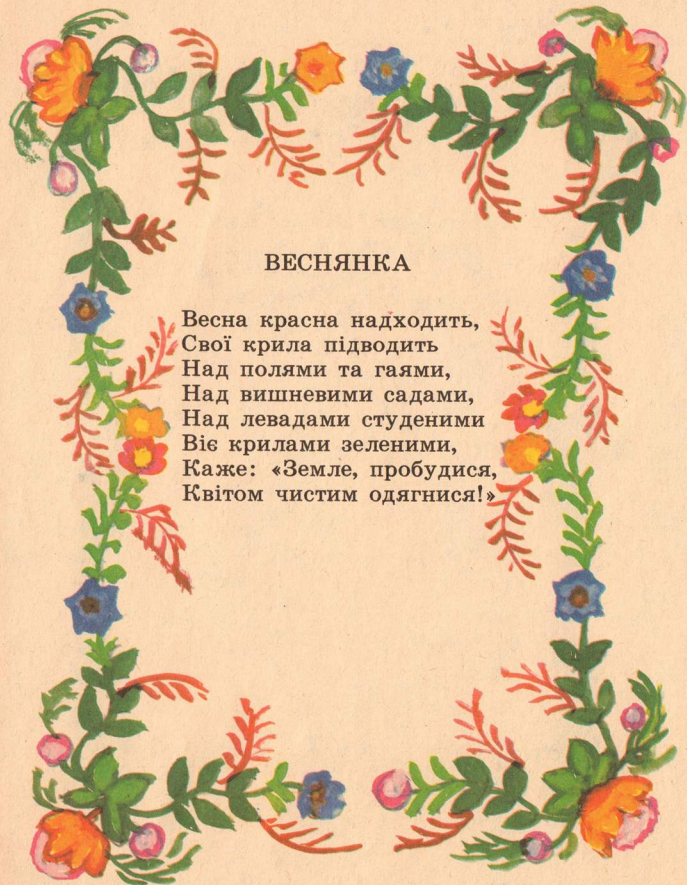 ВЕСНЯНКА
Весна красна надходить,
Свої крила підводить
Над полями та гаями,
Над вишневими садами,
Над левадами студеними
Віє крилами зеленими,
Каже: «Земле, пробудися,
Квітом чистим одягнися!»